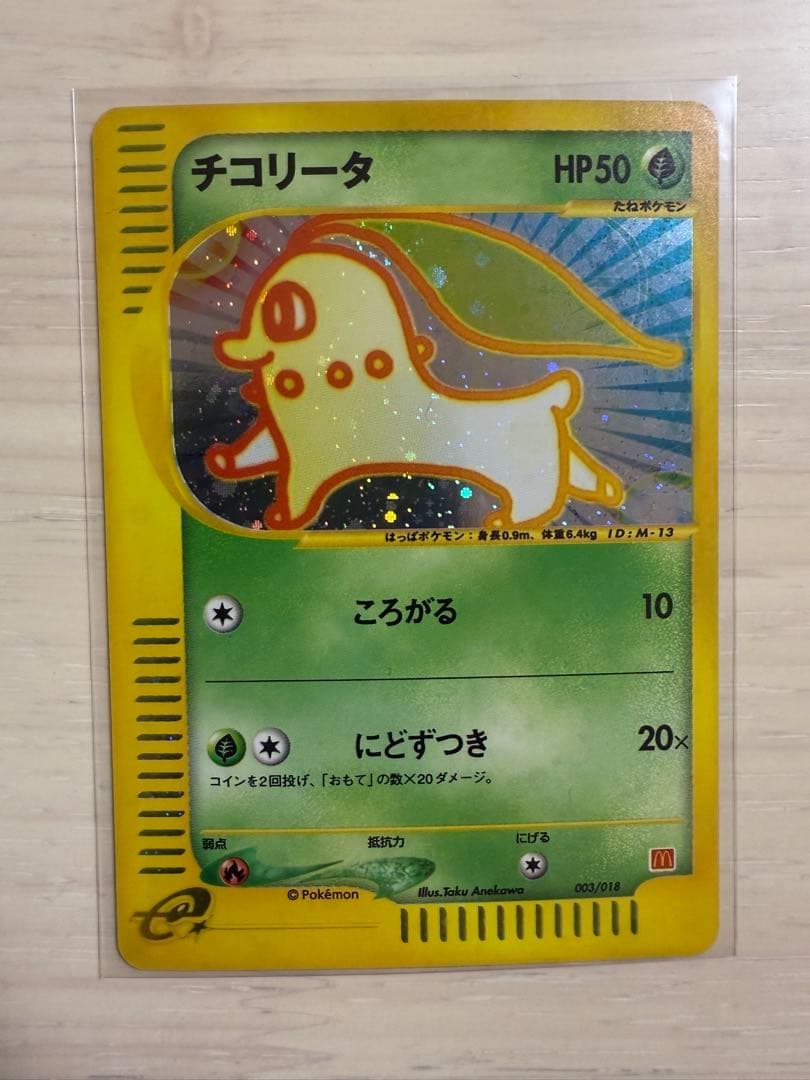 チコリータ HP50
たねポケモン
はっぱポケモン：身長0.9m、体重6.4kg ID:M-13
ころがる 10
にどずつき 20×
コインを2回投げ、「おもて」の数×20ダメージ。
弱点 抵抗力 にげる
© Pokémon Illus.Taku Anekawa 003/018